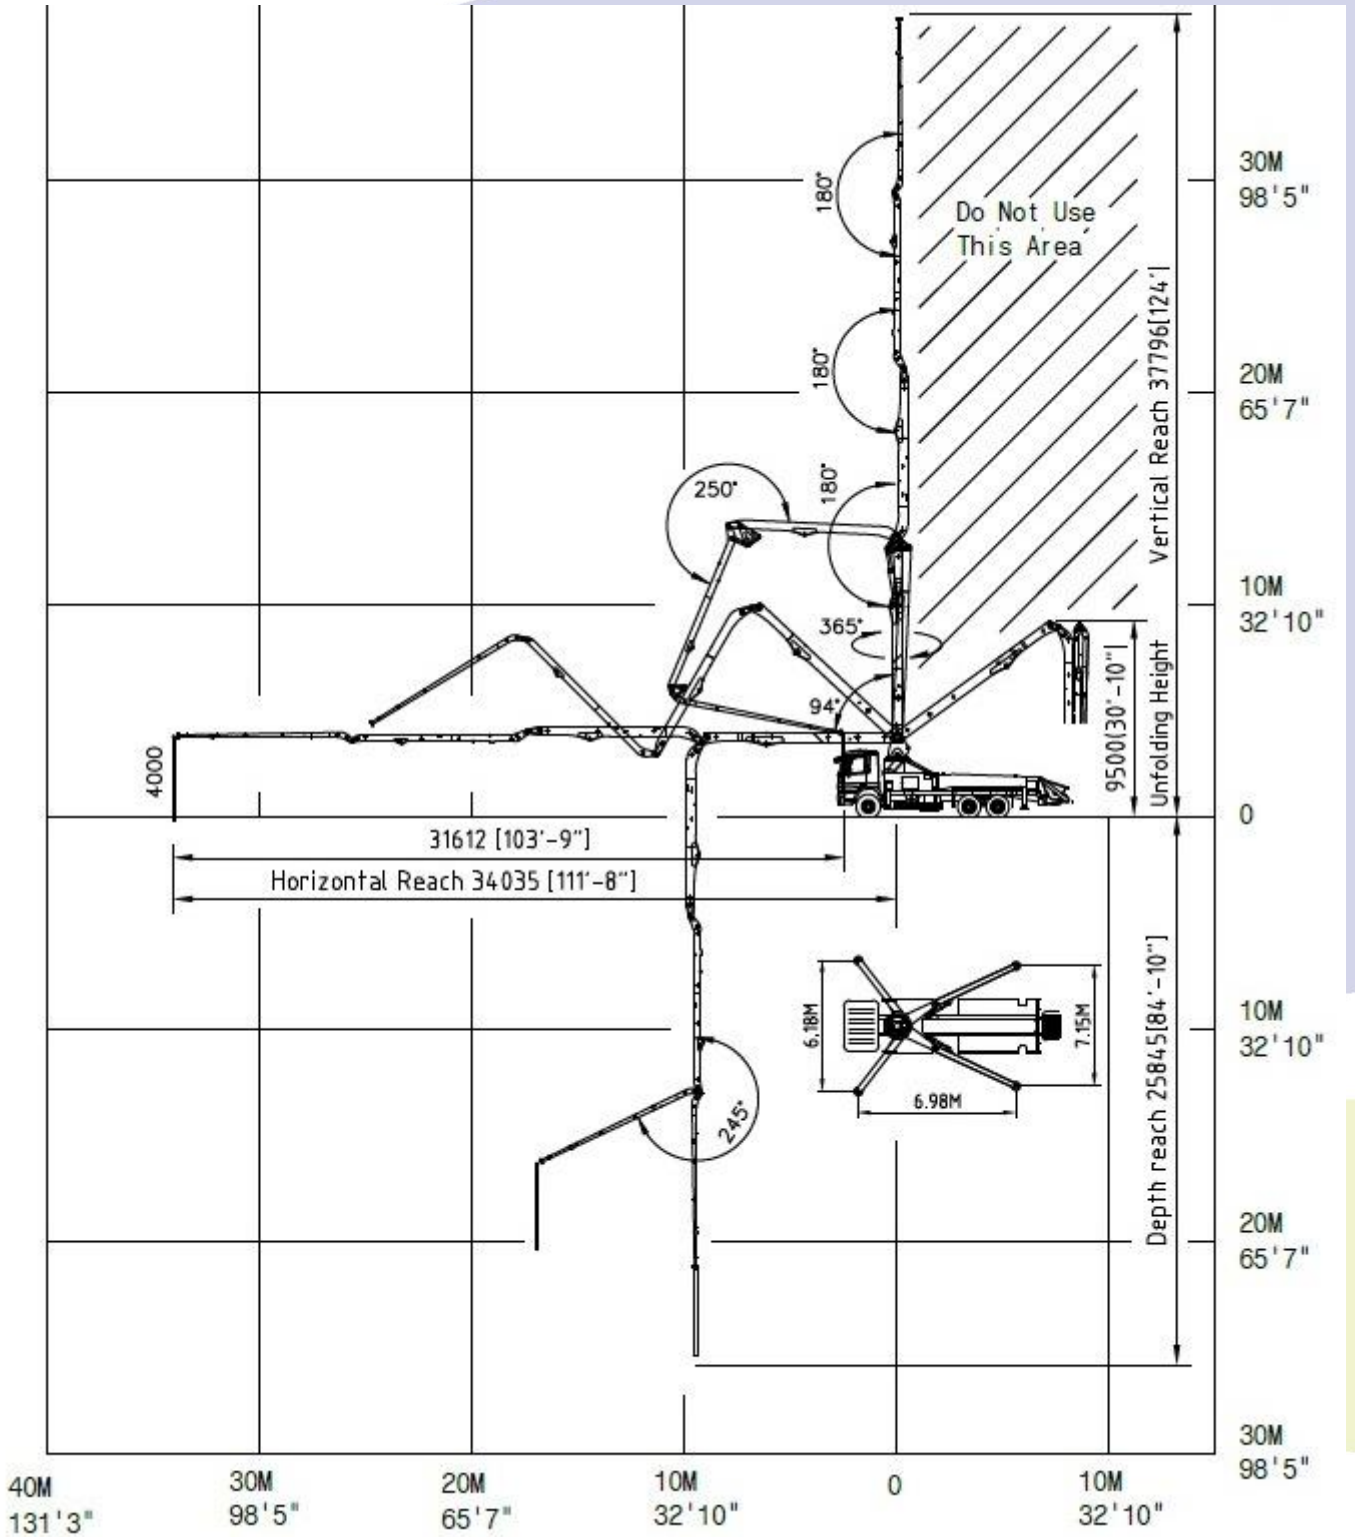 30M
98'5"
180°
Do Not Use
This Area
Vertical Reach 37796[124']
20M
65'7"
180°
250°
180°
10M
32'10"
365°
94°
9500(30'-10")
Unfolding Height
4000
0
31612 [103'-9"]
Horizontal Reach 34035 [111'-8"]
Depth reach 25845[84'-10"]
6.18M
7.15M
6.98M
10M
32'10"
245°
20M
65'7"
30M
98'5"
40M
131'3"
30M
98'5"
20M
65'7"
10M
32'10"
0
10M
32'10"